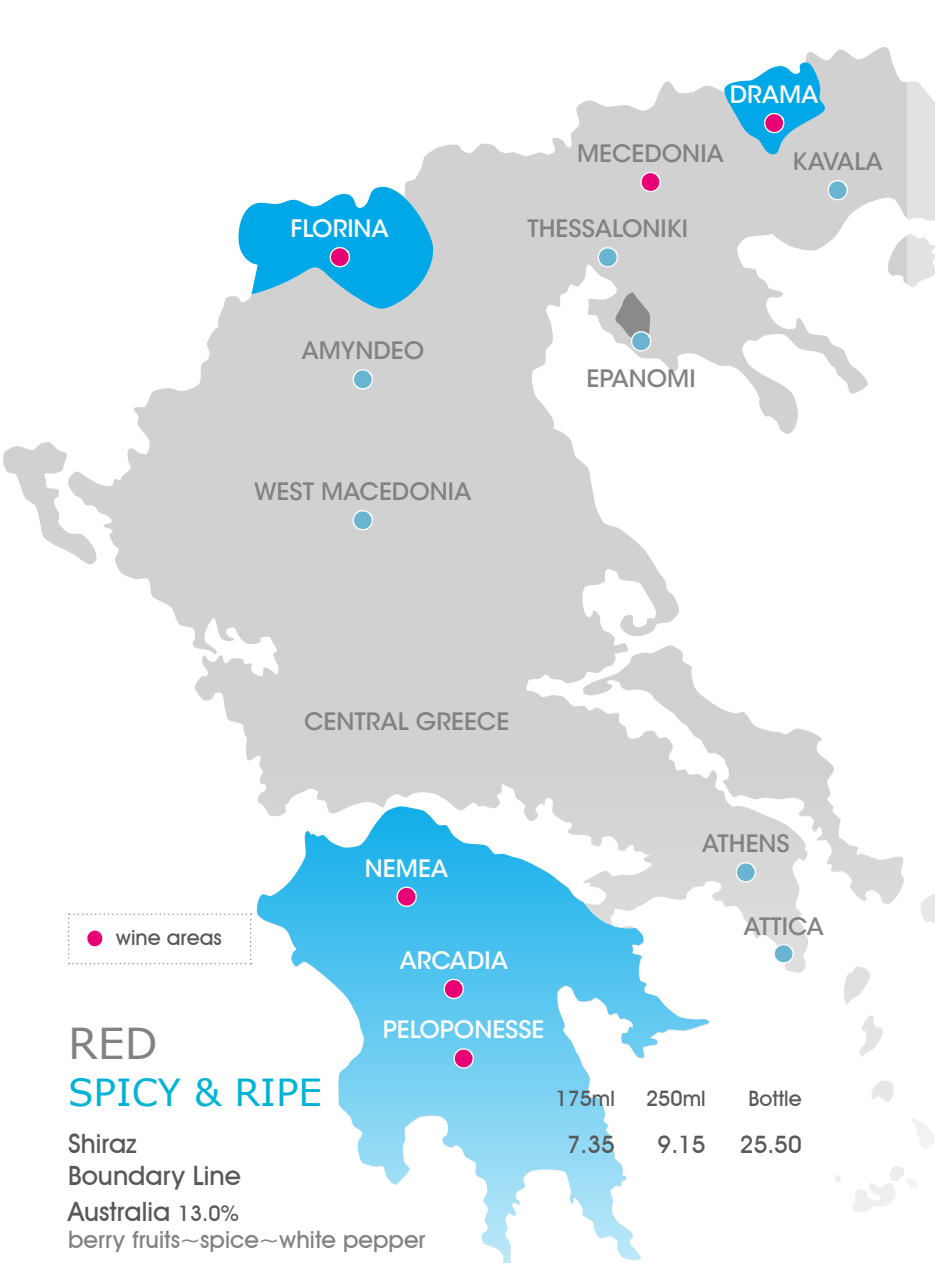 DRAMA
MECEDONIA
KAVALA
FLORINA
THESSALONIKI
AMYNDEO
EPANOMI
WEST MACEDONIA
CENTRAL GREECE
ATHENS
NEMEA
ATTICA
wine areas
ARCADIA
PELOPONESSE
RED
SPICY & RIPE
175ml 250ml Bottle
Shiraz 7.35 9.15 25.50
Boundary Line
Australia 13.0%
berry fruits~spice~white pepper